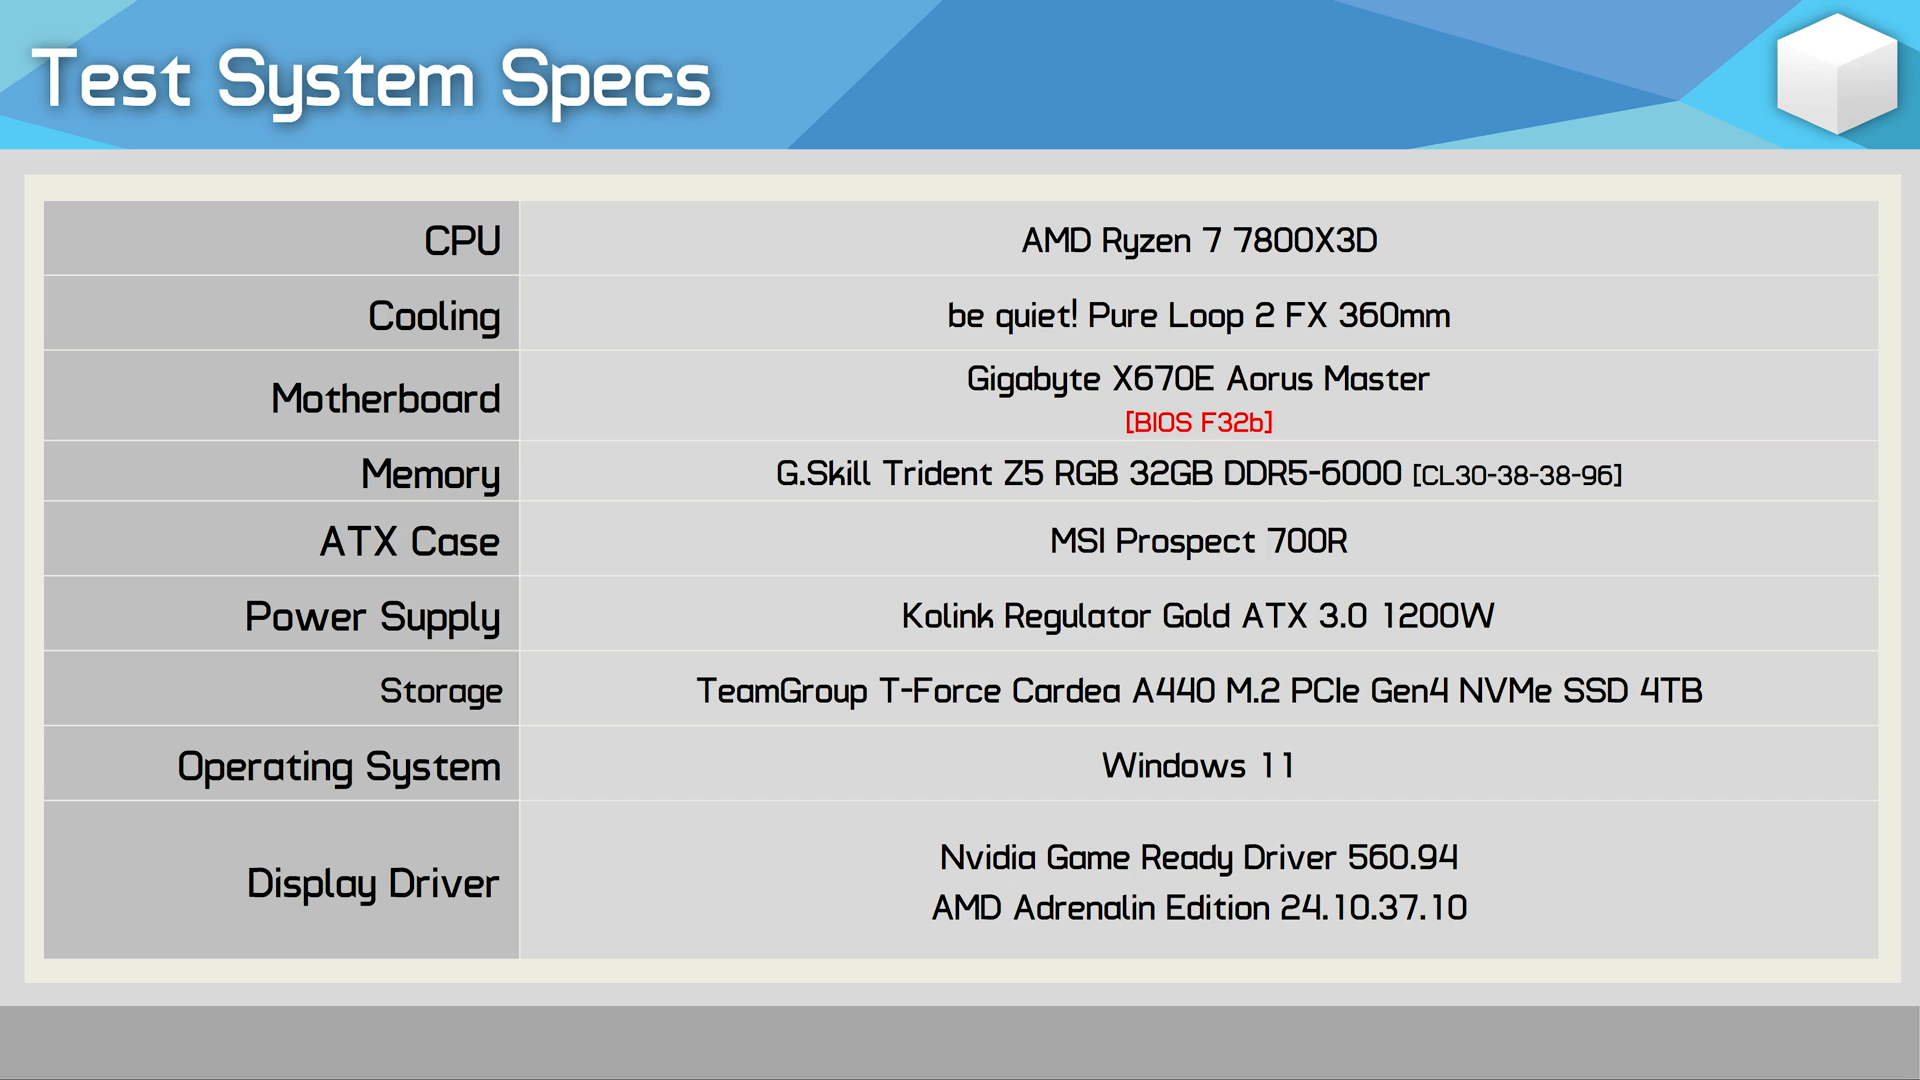 Test System Specs
CPU
AMD Ryzen 7 7800X3D
Cooling
be quiet! Pure Loop 2 FX 360mm
Motherboard
Gigabyte X670E Aorus Master
[BIOS F32b]
Memory
G.Skill Trident Z5 RGB 32GB DDR5-6000 [CL30-38-38-96]
ATX Case
MSI Prospect 700R
Power Supply
Kolink Regulator Gold ATX 3.0 1200W
Storage
TeamGroup T-Force Cardea A440 M.2 PCIe Gen4 NVMe SSD 4TB
Operating System
Windows 11
Display Driver
Nvidia Game Ready Driver 560.94
AMD Adrenalin Edition 24.10.37.10